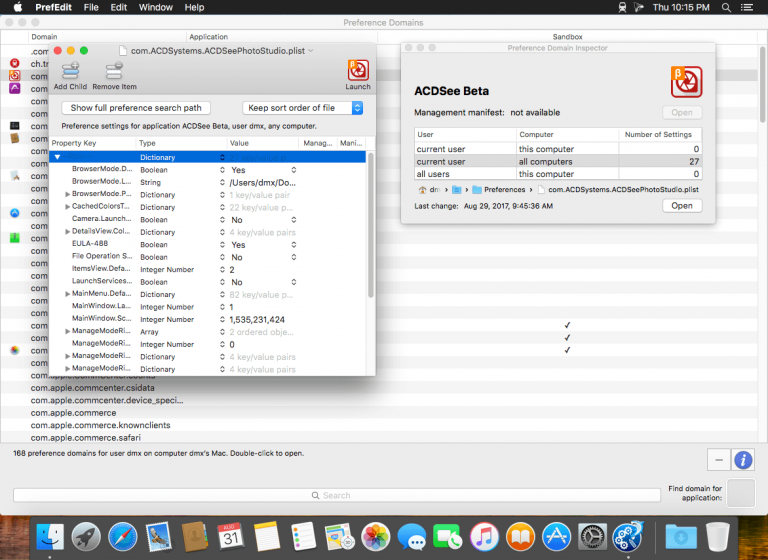 PrefEdit File Edit Window Help Thu 10:15 PM
Preference Domains
Domain Application Sandbox
.com
ch.tr
com
com
com.ACDSystems.ACDSeePhotoStudio.plist
Add Child Remove Item Launch
Show full preference search path Keep sort order of file
Preference settings for application ACDSee Beta, user dmx, any computer.
Property Key Type Value Manag... Mani...
Dictionary
BrowserMode.D... Boolean Yes
BrowserMode.L... String /Users/dmx/Do...
BrowserMode.P... Dictionary 1 key/value pair
CachedColorsT... Dictionary 22 key/value p...
Camera.Launch... Boolean No
DetailsView.Col... Dictionary 4 key/value pairs
EULA-488 Boolean Yes
File Operation S... Boolean No
ItemsView.Defa... Integer Number 2
LaunchServices... Boolean No
MainMenu.Defa... Dictionary 82 key/value p...
MainWindow.La... Integer Number 1
MainWindow.Sc... Integer Number 1,535,231,424
ManageModeRi... Array 2 ordered obje...
ManageModeRi... Integer Number 0
ManageModeRi... Dictionary 4 key/value pairs
ManageModeRi... Dictionary 4 key/value pairs
Preference Domain Inspector
ACDSee Beta
β
Management manifest: not available Open
User Computer Number of Settings
current user this computer 0
current user all computers 27
all users this computer 0
Preferences com.ACDSystems.ACDSeePhotoStudio.plist
Last change: Aug 29, 2017, 9:45:36 AM Open
com.apple.commcenter.csidata
com.apple.commcenter.device_speci...
com.apple.commerce
com.apple.commerce.knownclients
com.apple.commerce.safari
168 preference domains for user dmx on computer dmx's Mac. Double-click to open.
Search
Find domain for
application:
AUG
31